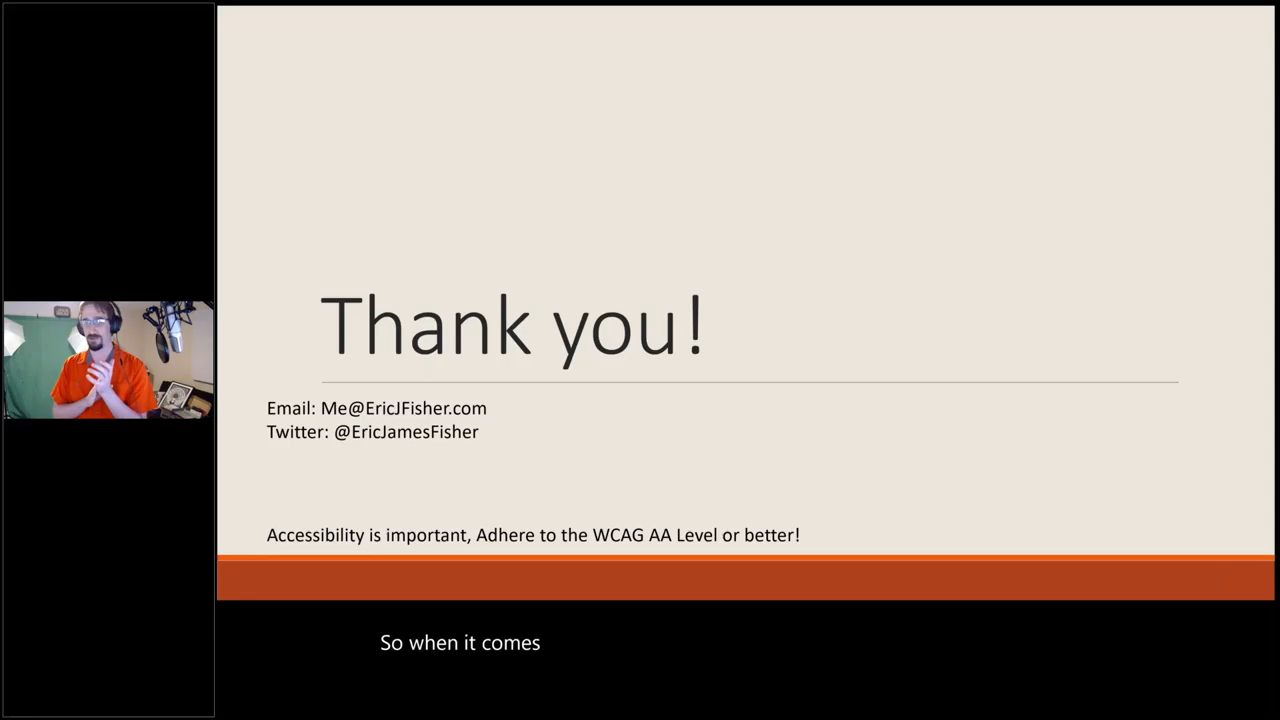 Thank you!
Email: Me@EricJFisher.com
Twitter: @EricJamesFisher
Accessibility is important, Adhere to the WCAG AA Level or better!
So when it comes